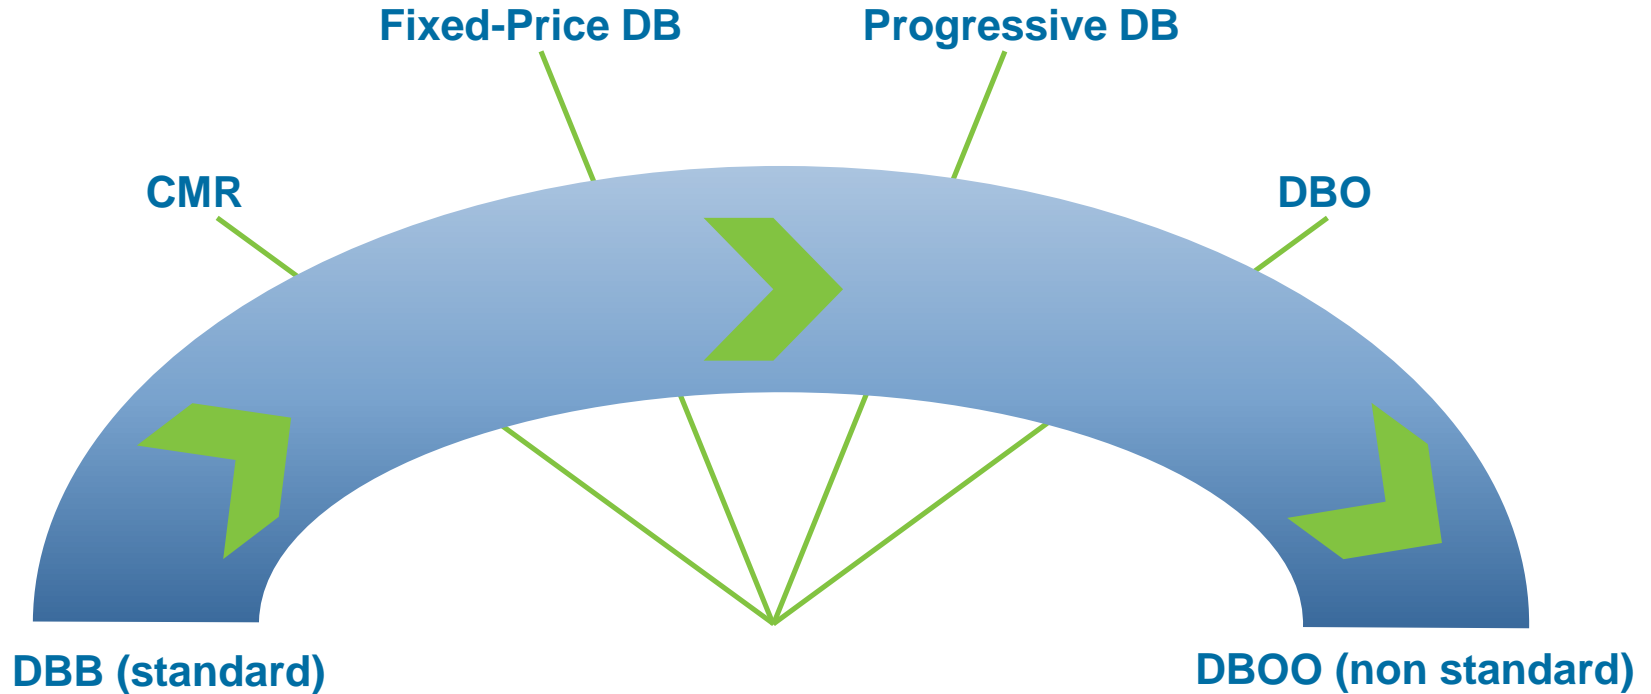 Fixed-Price DB
Progressive DB
CMR
DBO
DBB (standard)
DBOO (non standard)